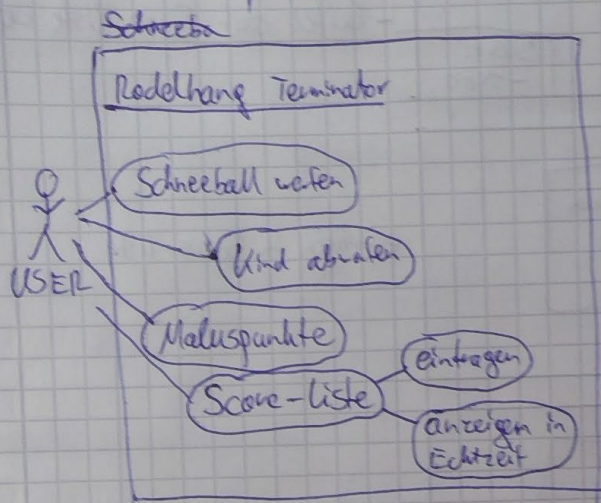 Schneeba
Rodelhang Terminator
Schneeball werfen
Kind abwerfen
USER
Maluspunkte
Score-Liste
eintragen
anzeigen in
Echtzeit